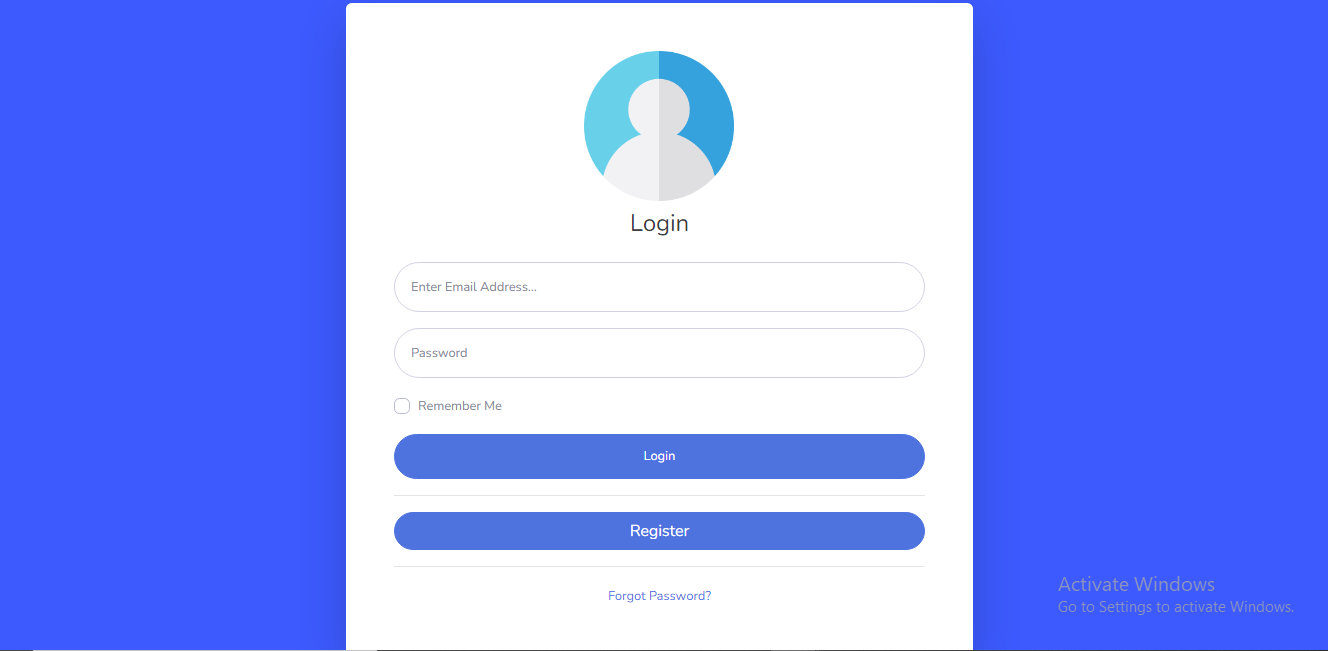 Login
Enter Email Address...
Password
Remember Me
Login
Register
Forgot Password?
Activate Windows
Go to Settings to activate Windows.